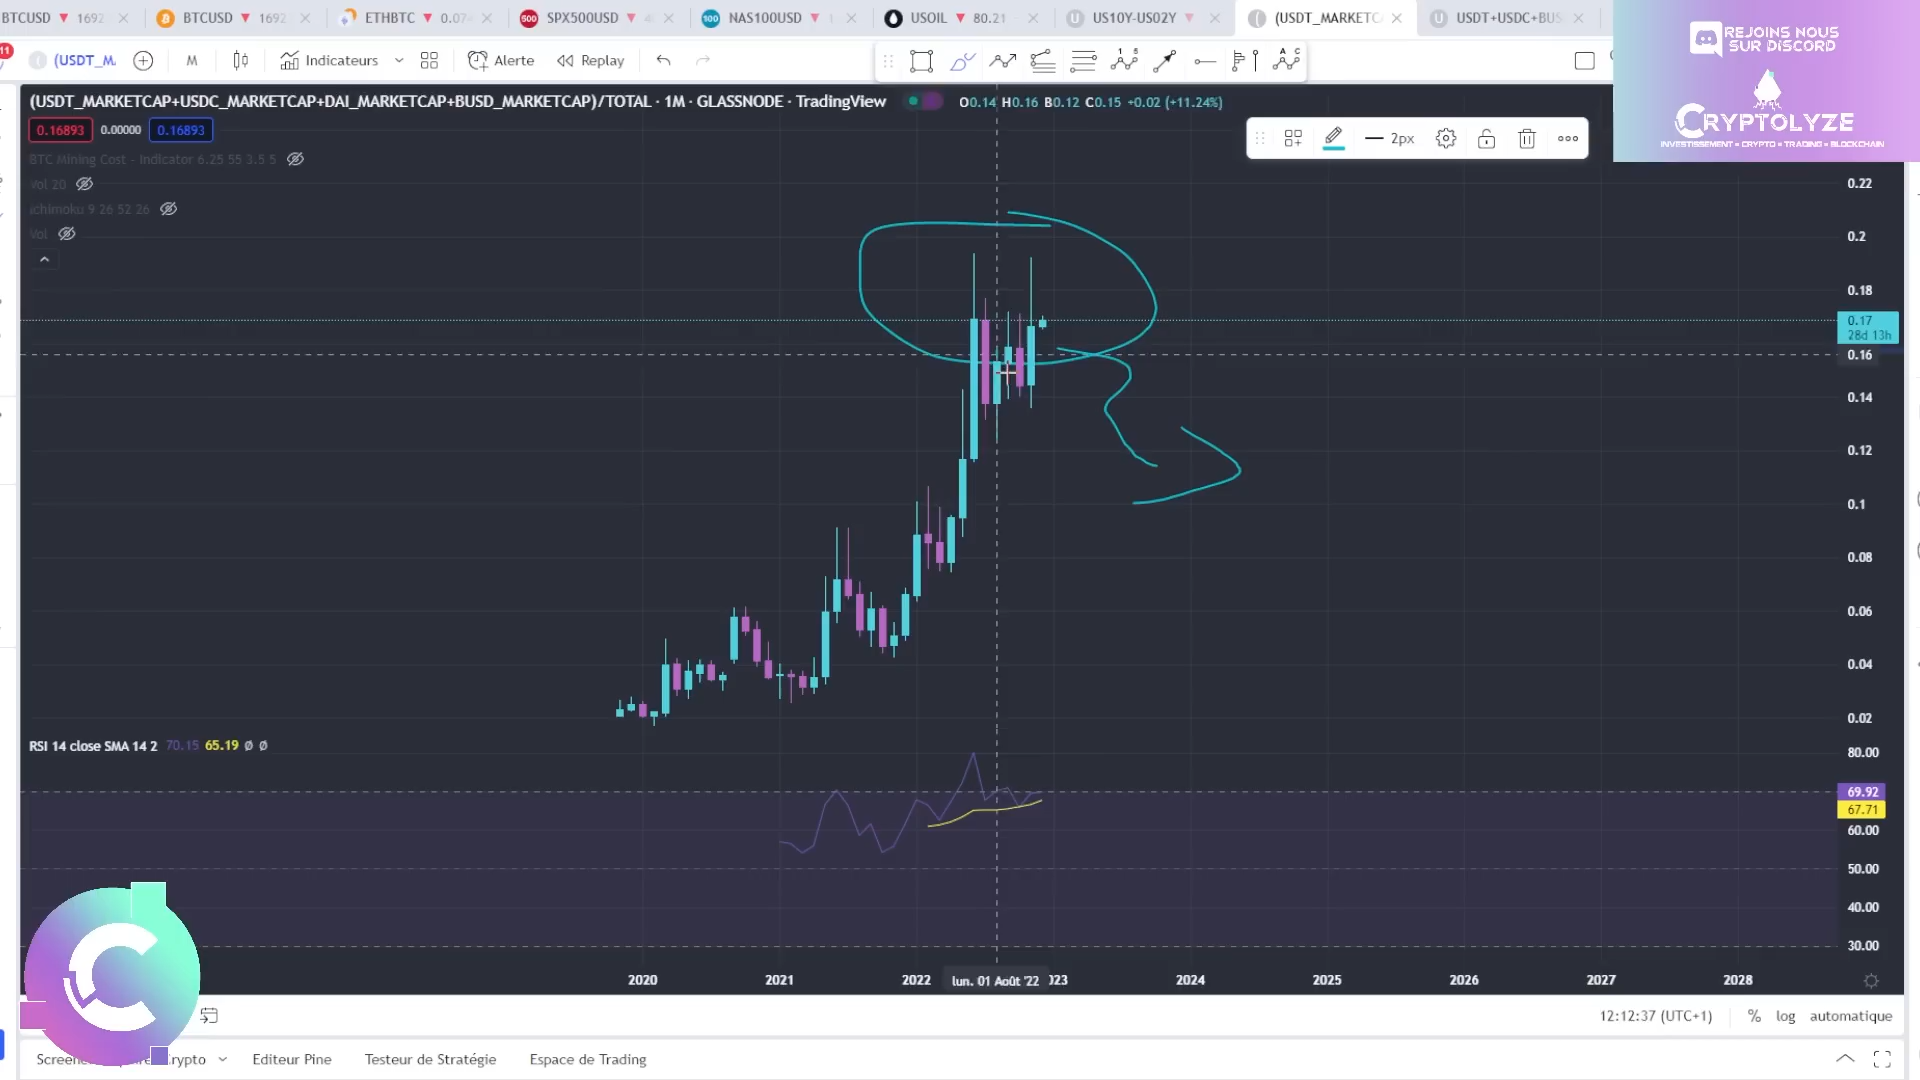 BTCUSD 1692
BTCUSD 1692
ETHBTC 0.07
SPX500USD
NAS100USD
USOIL 80.21
US10Y-US02Y
(USDT_MARKETC
USDT+USDC+BUS
REJOINS NOUS
SUR DISCORD
CRYPTOLYZE
INVESTISSEMENT • CRYPTO • TRADING • BLOCKCHAIN
11
(USDT_M
M
Indicateurs
Alerte
Replay
(USDT_MARKETCAP+USDC_MARKETCAP+DAI_MARKETCAP+BUSD_MARKETCAP)/TOTAL · 1M · GLASSNODE · TradingView
O0.14 H0.16 B0.12 C0.15 +0.02 (+11.24%)
0.16893 0.00000 0.16893
2px
BTC Mining Cost - Indicator 6.25 55 3.5 5
Vol 20
Ichimoku 9 26 52 26
Vol
0.22
0.2
0.18
0.17
28d 13h
0.16
0.14
0.12
0.1
0.08
0.06
0.04
0.02
RSI 14 close SMA 14 2 70.15 65.19 Ø Ø
80.00
69.92
67.71
60.00
50.00
40.00
30.00
2020 2021 2022 lun. 01 Août '22 2024 2025 2026 2027 2028
12:12:37 (UTC+1) % log automatique
Editeur Pine
Testeur de Stratégie
Espace de Trading